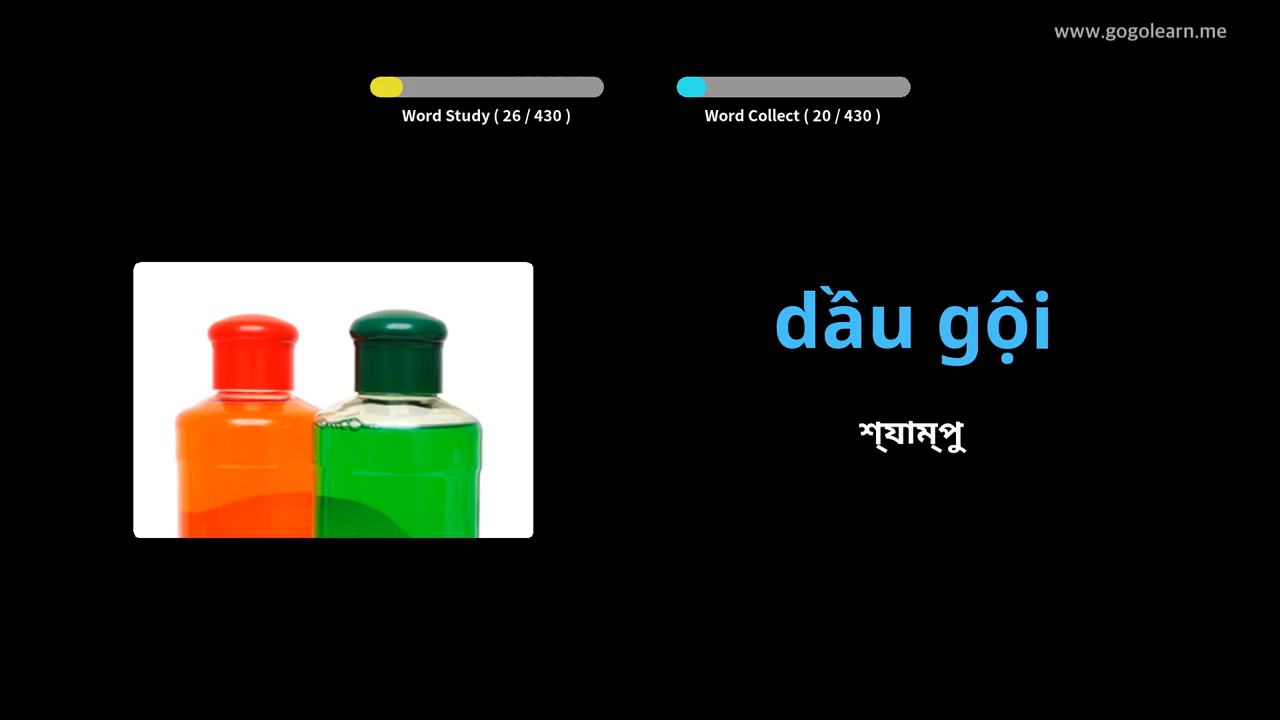 www.gogolearn.me
Word Study ( 26 / 430 )
Word Collect ( 20 / 430 )
dầu gội
শ্যাম্পু